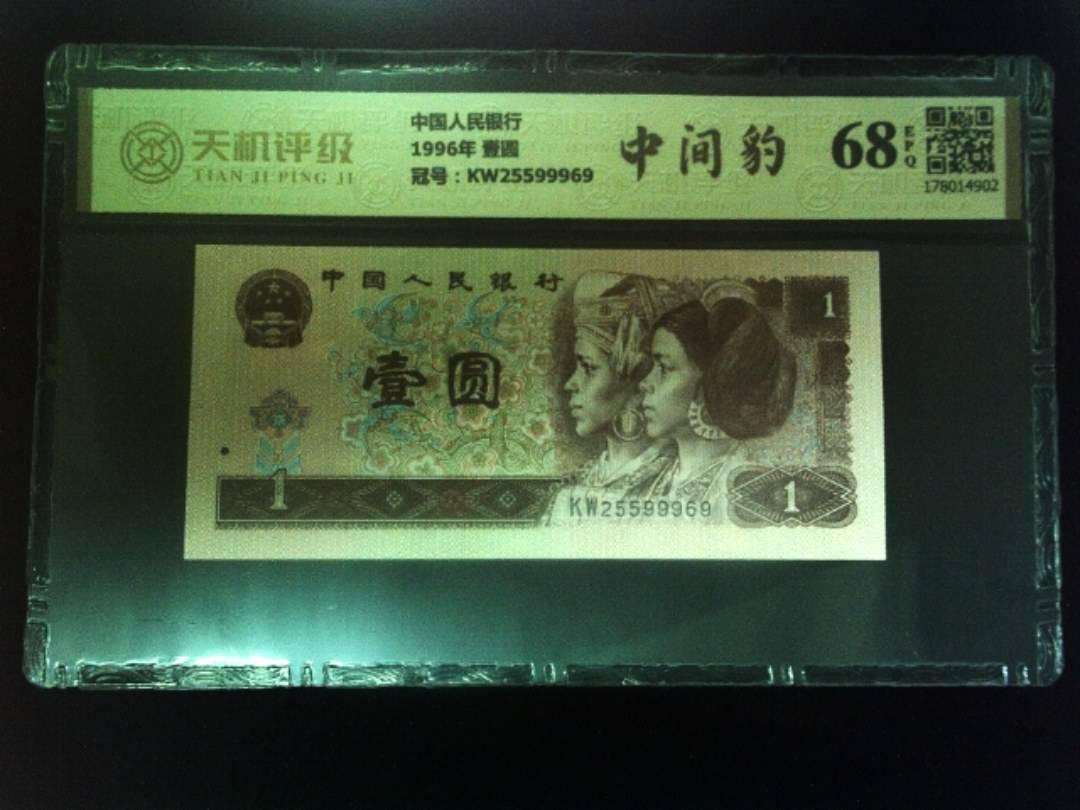 天机评级
TIAN JI PING JI
中国人民银行
1996年 壹圆
冠号：KW25599969
中间豹
68
EPQ
178014902
中国人民银行
1
壹圆
1
KW25599969
1